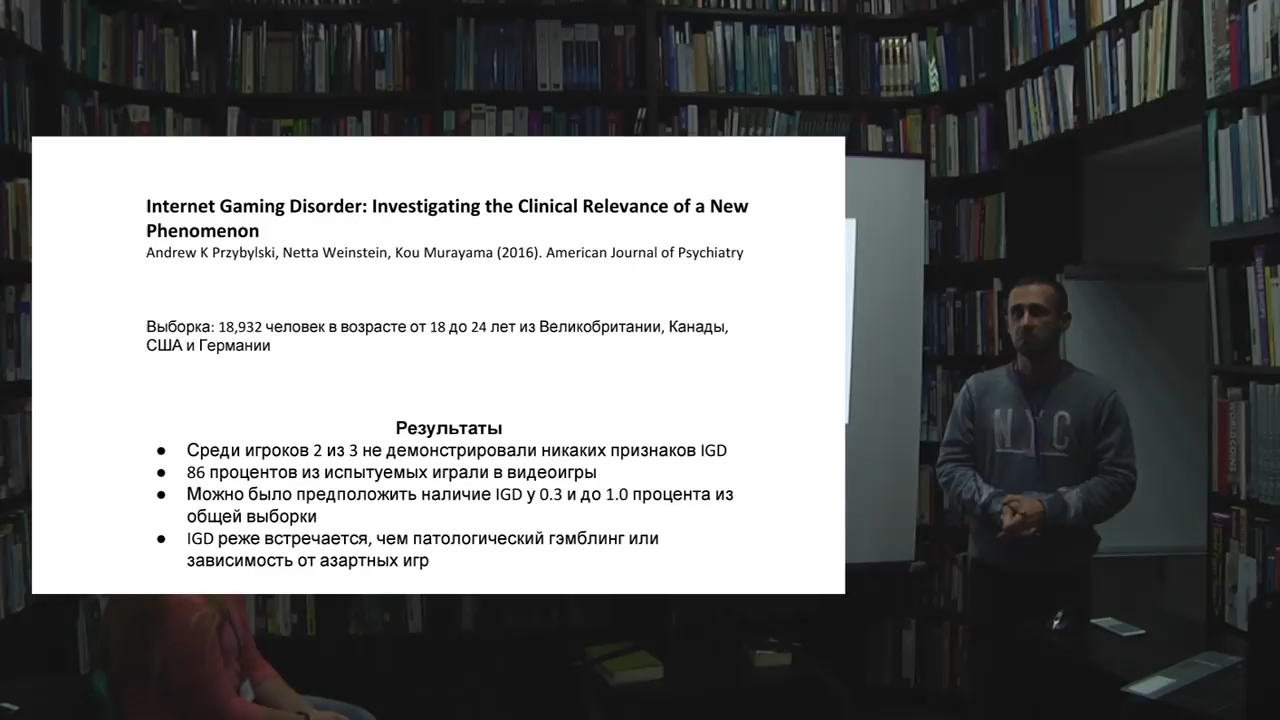 Internet Gaming Disorder: Investigating the Clinical Relevance of a New
Phenomenon
Andrew K Przybylski, Netta Weinstein, Kou Murayama (2016). American Journal of Psychiatry
Выборка: 18,932 человек в возрасте от 18 до 24 лет из Великобритании, Канады,
США и Германии
Результаты
● Среди игроков 2 из 3 не демонстрировали никаких признаков IGD
● 86 процентов из испытуемых играли в видеоигры
● Можно было предположить наличие IGD у 0.3 и до 1.0 процента из
общей выборки
● IGD реже встречается, чем патологический гэмблинг или
зависимость от азартных игр
NYC
WORLD COINS